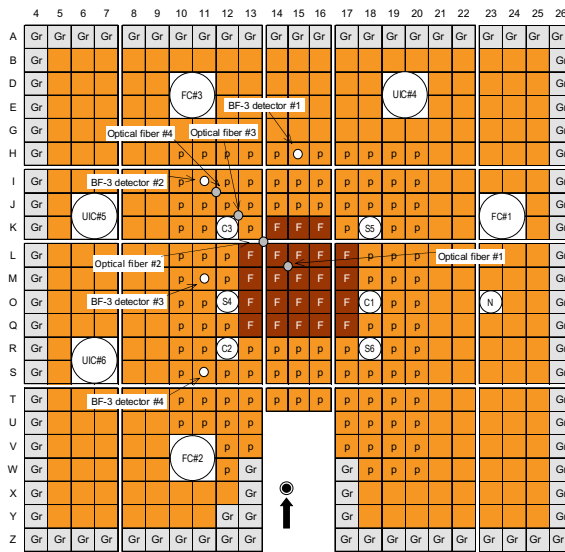 4 5 6 7 8 9 10 11 12 13 14 15 16 17 18 19 20 21 22 23 24 25 26
A Gr Gr Gr Gr Gr Gr Gr Gr Gr Gr Gr Gr Gr Gr Gr Gr Gr Gr Gr Gr Gr Gr Gr
B Gr Gr
D Gr Gr
FC#3 UIC#4
E Gr Gr
BF-3 detector #1
G Gr Gr
Optical fiber #4 Optical fiber #3
H Gr p p p p p p p p p p Gr
I Gr p p p p p p p p p p Gr
BF-3 detector #2
J Gr p p p p p p p p p p p Gr
UIC#5 FC#1
K Gr p p C3 p F F F p S5 p p Gr
L Gr p p p F F F F F p p p Gr
Optical fiber #2 Optical fiber #1
M Gr p p F F F F F p p p Gr
BF-3 detector #3
O Gr p p S4 F F F F F C1 p p N Gr
Q Gr p p p F F F F F p p p Gr
R Gr p p C2 p p p p p S6 p p Gr
UIC#6
S Gr p p p p p p p p p p Gr
BF-3 detector #4
T Gr p p p p p p p p p p p Gr
U Gr p p p p p p p p Gr
V Gr p p p p p p Gr
FC#2
W Gr p Gr Gr p p p Gr
X Gr Gr Gr Gr
Y Gr Gr Gr Gr Gr
Z Gr Gr Gr Gr Gr Gr Gr Gr Gr Gr Gr Gr Gr Gr Gr Gr Gr Gr Gr Gr